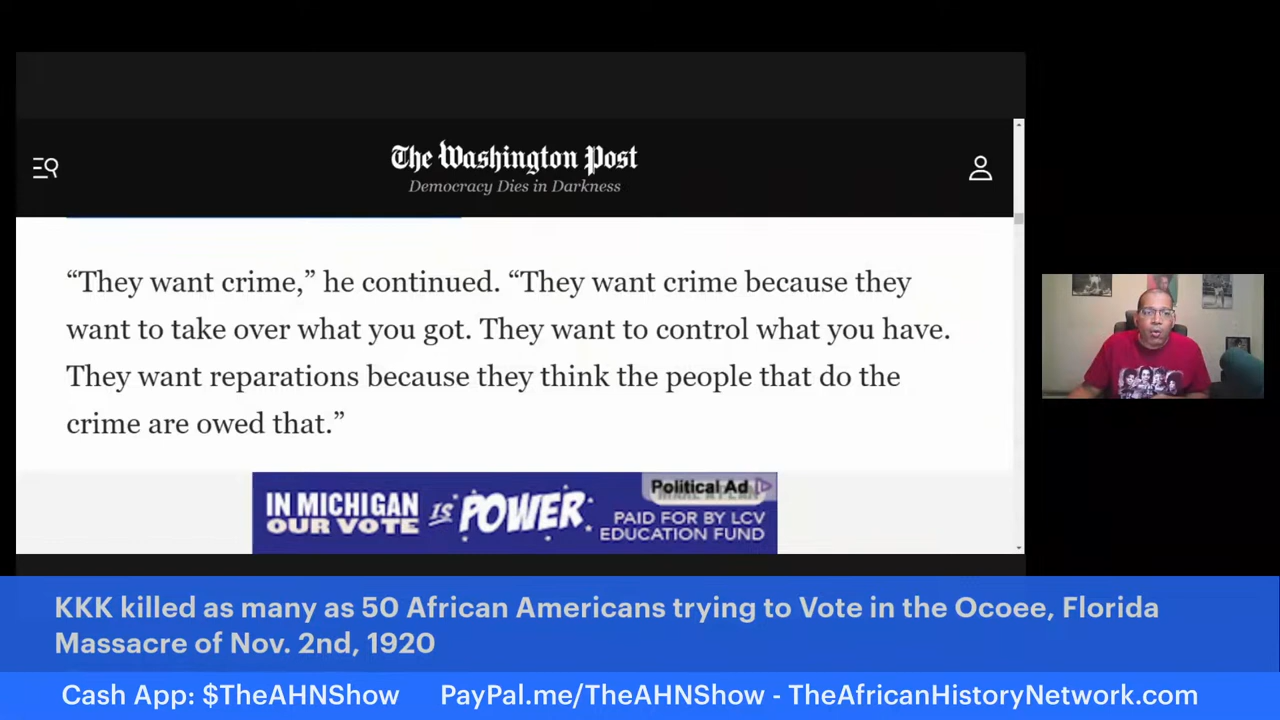 The Washington Post
Democracy Dies in Darkness
“They want crime,” he continued. “They want crime because they
want to take over what you got. They want to control what you have.
They want reparations because they think the people that do the
crime are owed that.”
IN MICHIGAN
OUR VOTE
is POWER
Political Ad
PAID FOR BY LCV
EDUCATION FUND
KKK killed as many as 50 African Americans trying to Vote in the Ocoee, Florida
Massacre of Nov. 2nd, 1920
Cash App: $TheAHNShow PayPal.me/TheAHNShow - TheAfricanHistoryNetwork.com